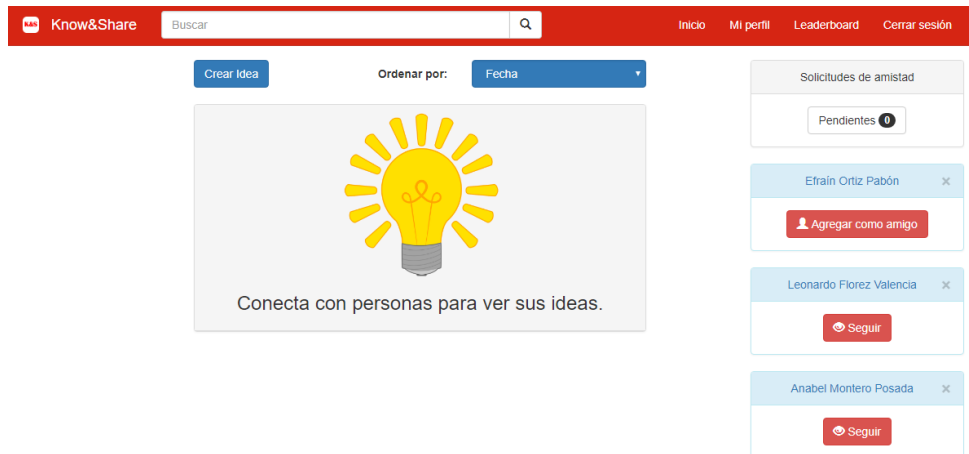 K&S Know&Share Buscar Inicio Mi perfil Leaderboard Cerrar sesión
Crear Idea Ordenar por: Fecha
Conecta con personas para ver sus ideas.
Solicitudes de amistad
Pendientes 0
Efraín Ortiz Pabón ×
Agregar como amigo
Leonardo Florez Valencia ×
Seguir
Anabel Montero Posada ×
Seguir